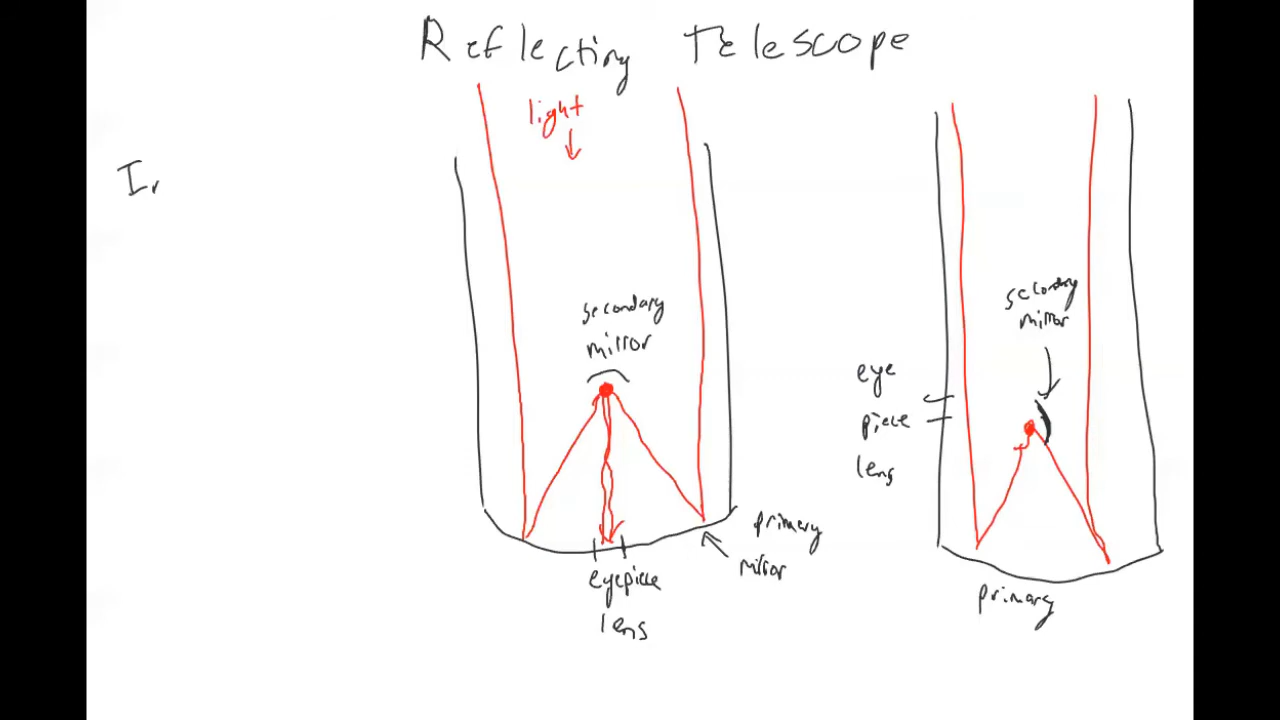 Reflecting Telescope
light
I
secondary
mirror
eyepiece
lens
primary
mirror
secondary
mirror
eye
piece
lens
primary